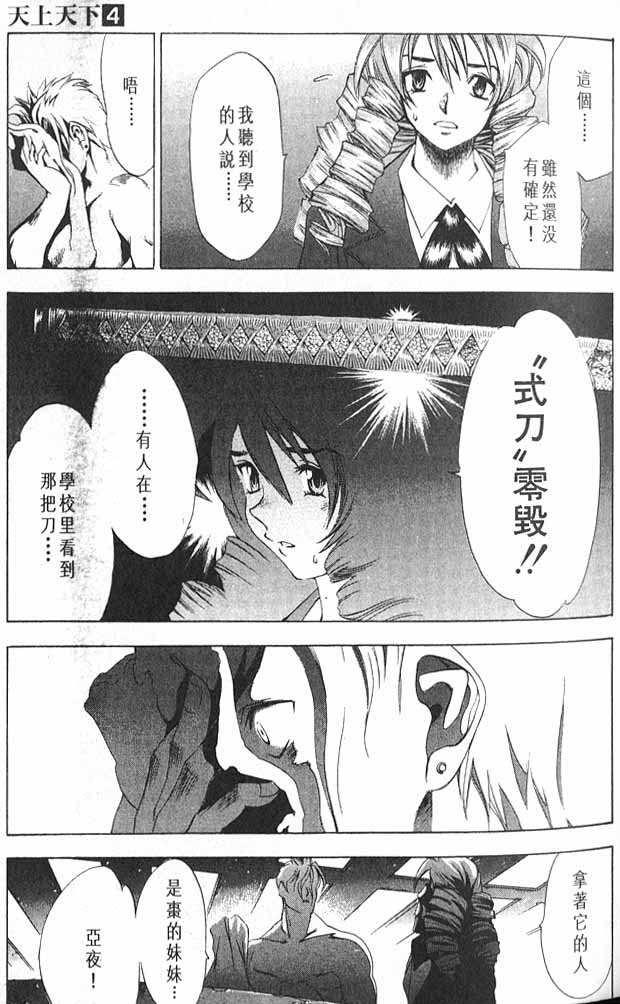 天上天下4
這個……
雖然還没
有確定！
我聽到學校
的人説……
唔……
“式刀”零毀!!
……有人在……
學校里看到
那把刀……
拿著它的人
是棗的妹妹…
亞夜！